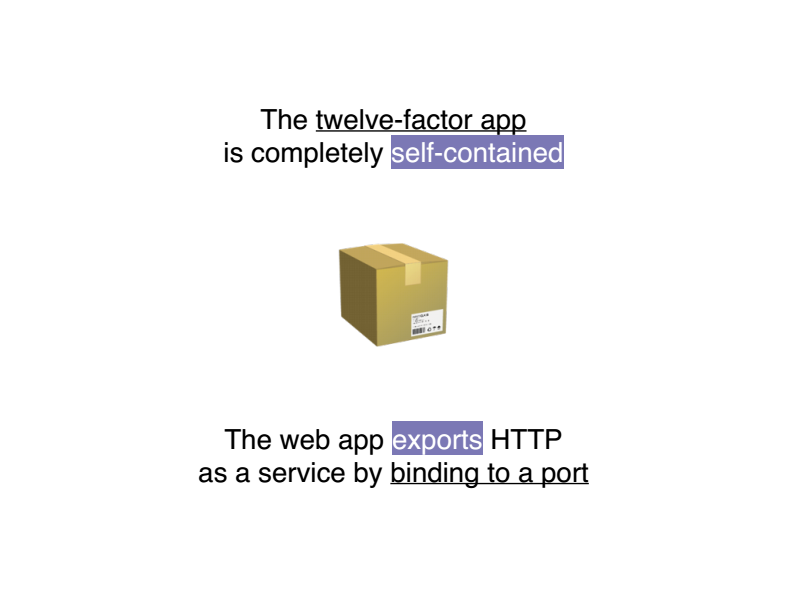 The twelve-factor app
is completely self-contained
The web app exports HTTP
as a service by binding to a port